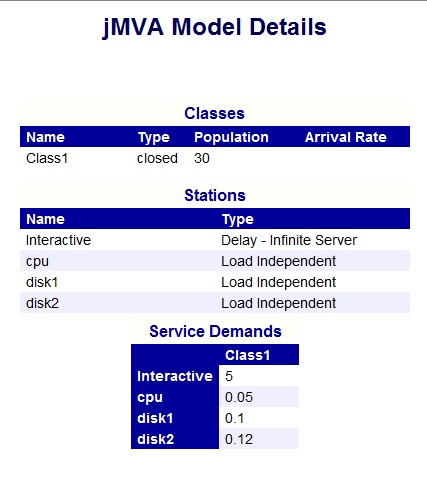 jMVA Model Details
Classes
Name Type Population Arrival Rate
Class1 closed 30
Stations
Name Type
Interactive Delay - Infinite Server
cpu Load Independent
disk1 Load Independent
disk2 Load Independent
Service Demands
Class1
Interactive 5
cpu 0.05
disk1 0.1
disk2 0.12